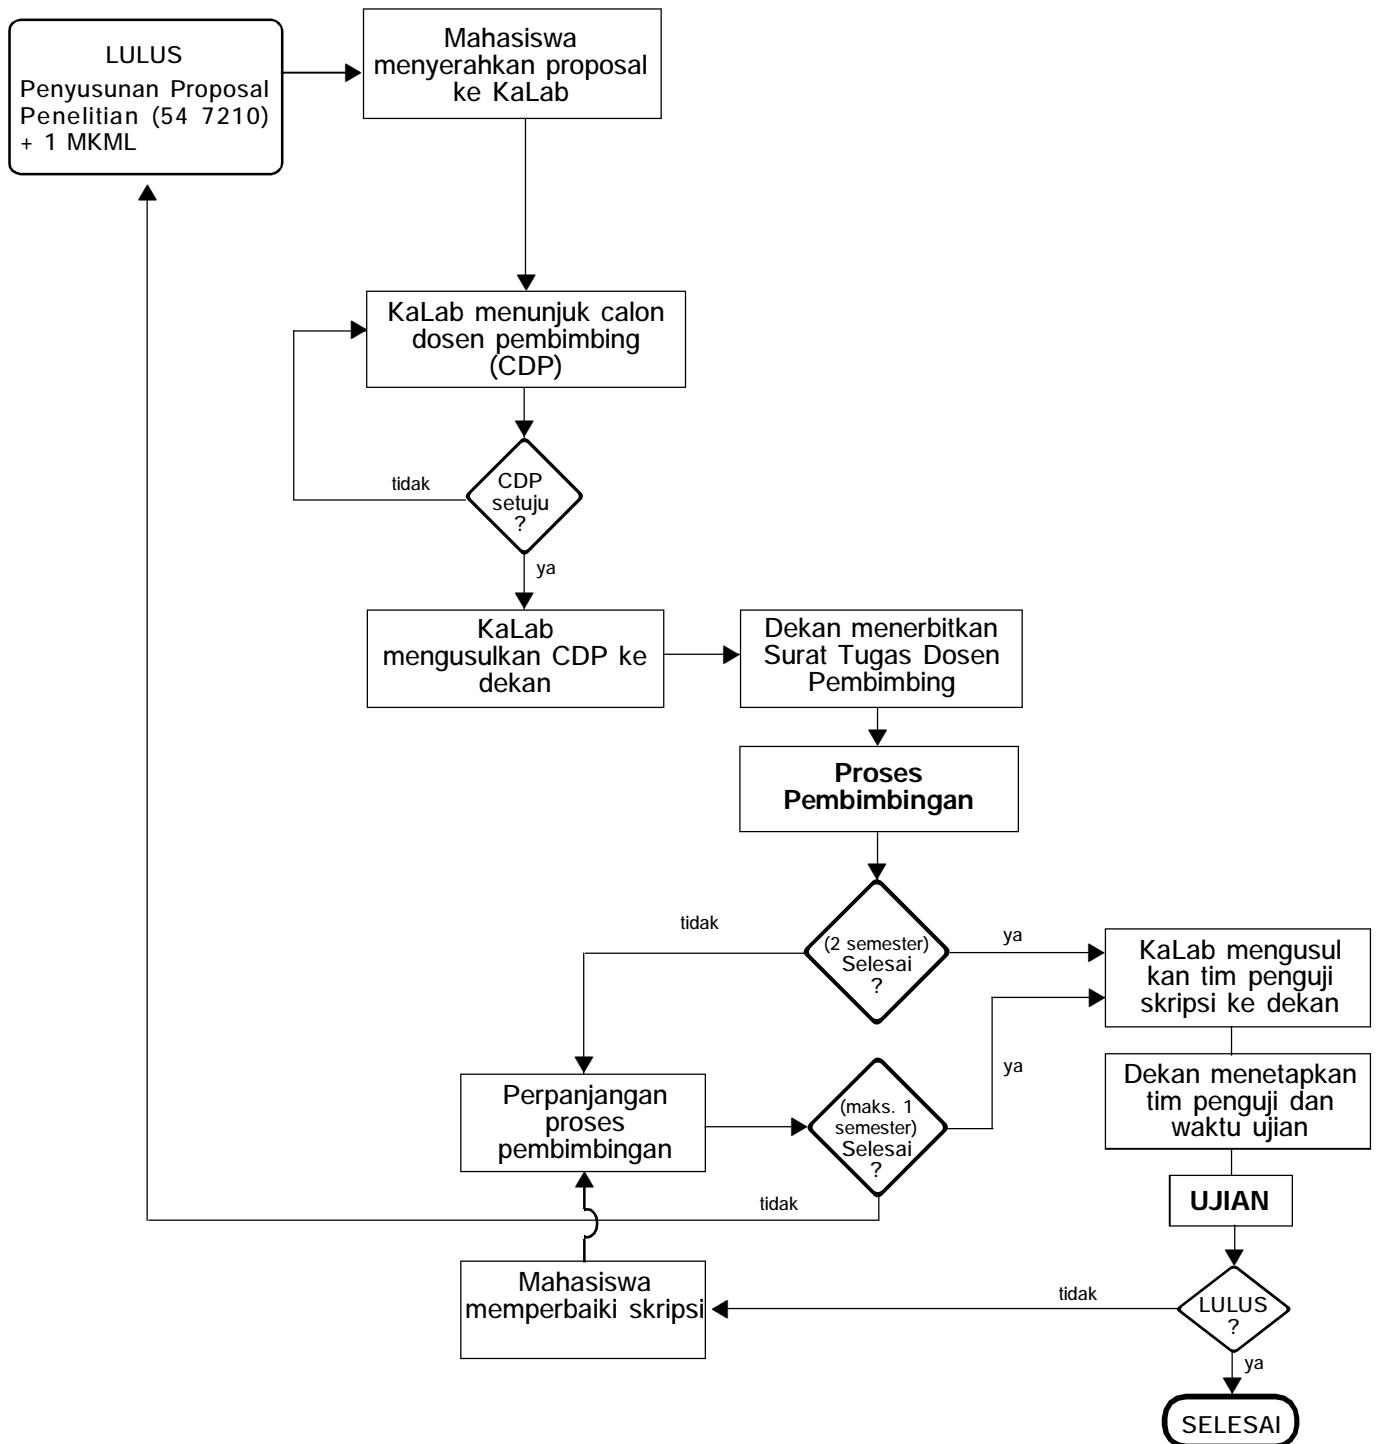 LULUS
Penyusunan Proposal
Penelitian (54 7210)
+ 1 MKML
Mahasiswa
menyerahkan proposal
ke KaLab
KaLab menunjuk calon
dosen pembimbing
(CDP)
tidak
CDP
setuju
?
ya
KaLab
mengusulkan CDP ke
dekan
Dekan menerbitkan
Surat Tugas Dosen
Pembimbing
Proses
Pembimbingan
tidak
(2 semester)
Selesai
?
ya
KaLab mengusul
kan tim penguji
skripsi ke dekan
Perpanjangan
proses
pembimbingan
(maks. 1
semester)
Selesai
?
ya
tidak
Dekan menetapkan
tim penguji dan
waktu ujian
UJIAN
Mahasiswa
memperbaiki skripsi
tidak
LULUS
?
ya
SELESAI